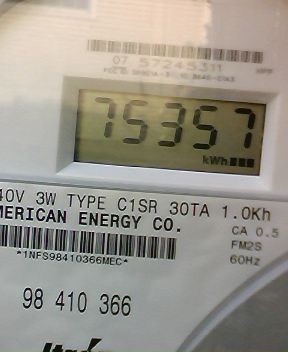 07 57245311
75357
kWh
40V 3W TYPE C1SR 30TA 1.0Kh
MERICAN ENERGY CO.
CA 0.5
FM2S
*1NFS98410366MEC*
60Hz
98 410 366